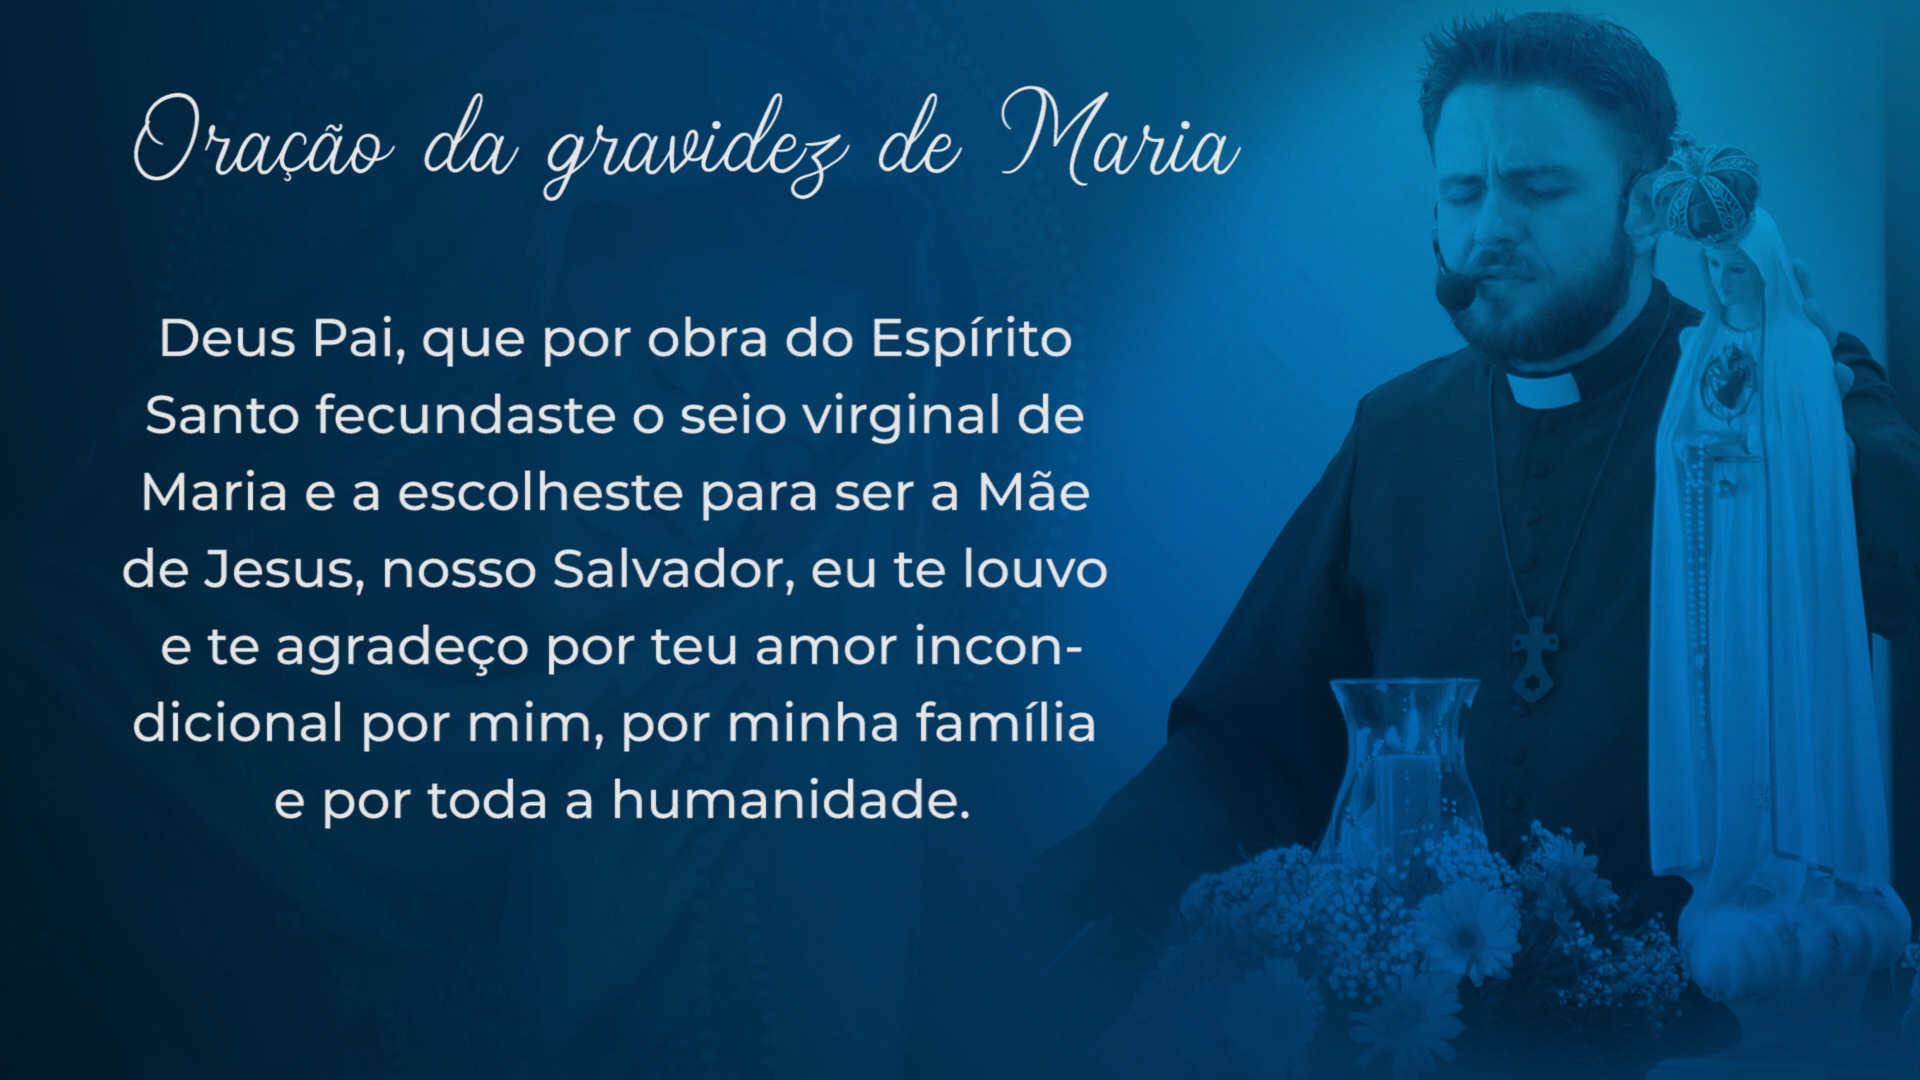 Oração da gravidez de Maria
Deus Pai, que por obra do Espírito
Santo fecundaste o seio virginal de
Maria e a escolheste para ser a Mãe
de Jesus, nosso Salvador, eu te louvo
e te agradeço por teu amor incon-
dicional por mim, por minha família
e por toda a humanidade.